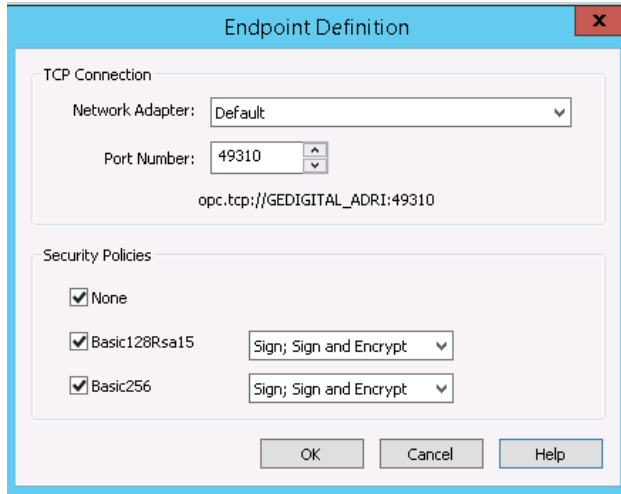 Endpoint Definition
x
TCP Connection
Network Adapter: Default
Port Number: 49310
opc.tcp://GEDIGITAL_ADRI:49310
Security Policies
None
Basic128Rsa15 Sign; Sign and Encrypt
Basic256 Sign; Sign and Encrypt
OK Cancel Help